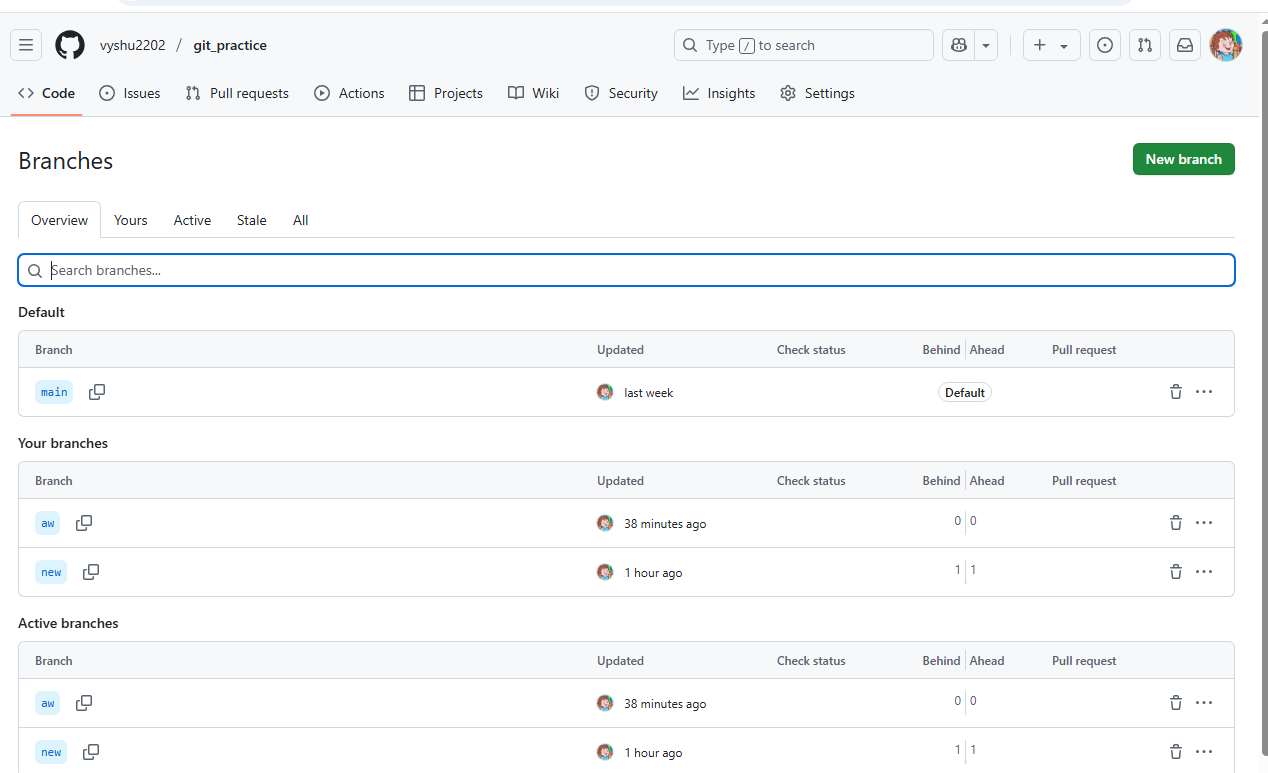 vyshu2202 / git_practice Type / to search
Code Issues Pull requests Actions Projects Wiki Security Insights Settings
Branches New branch
Overview Yours Active Stale All
Search branches...
Default
Branch Updated Check status Behind Ahead Pull request
main last week Default
Your branches
Branch Updated Check status Behind Ahead Pull request
aw 38 minutes ago 0 0
new 1 hour ago 1 1
Active branches
Branch Updated Check status Behind Ahead Pull request
aw 38 minutes ago 0 0
new 1 hour ago 1 1